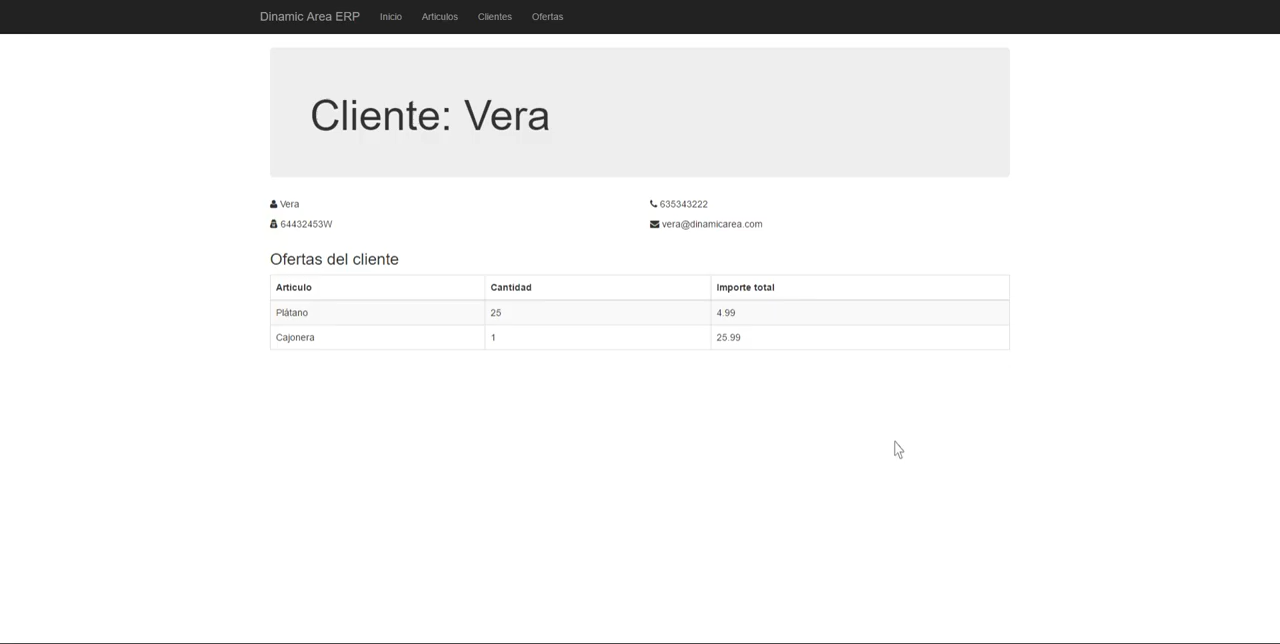 Dinamic Area ERP Inicio Articulos Clientes Ofertas
Cliente: Vera
Vera 635343222
64432453W vera@dinamicarea.com
Ofertas del cliente
Articulo Cantidad Importe total
Plátano 25 4.99
Cajonera 1 25.99